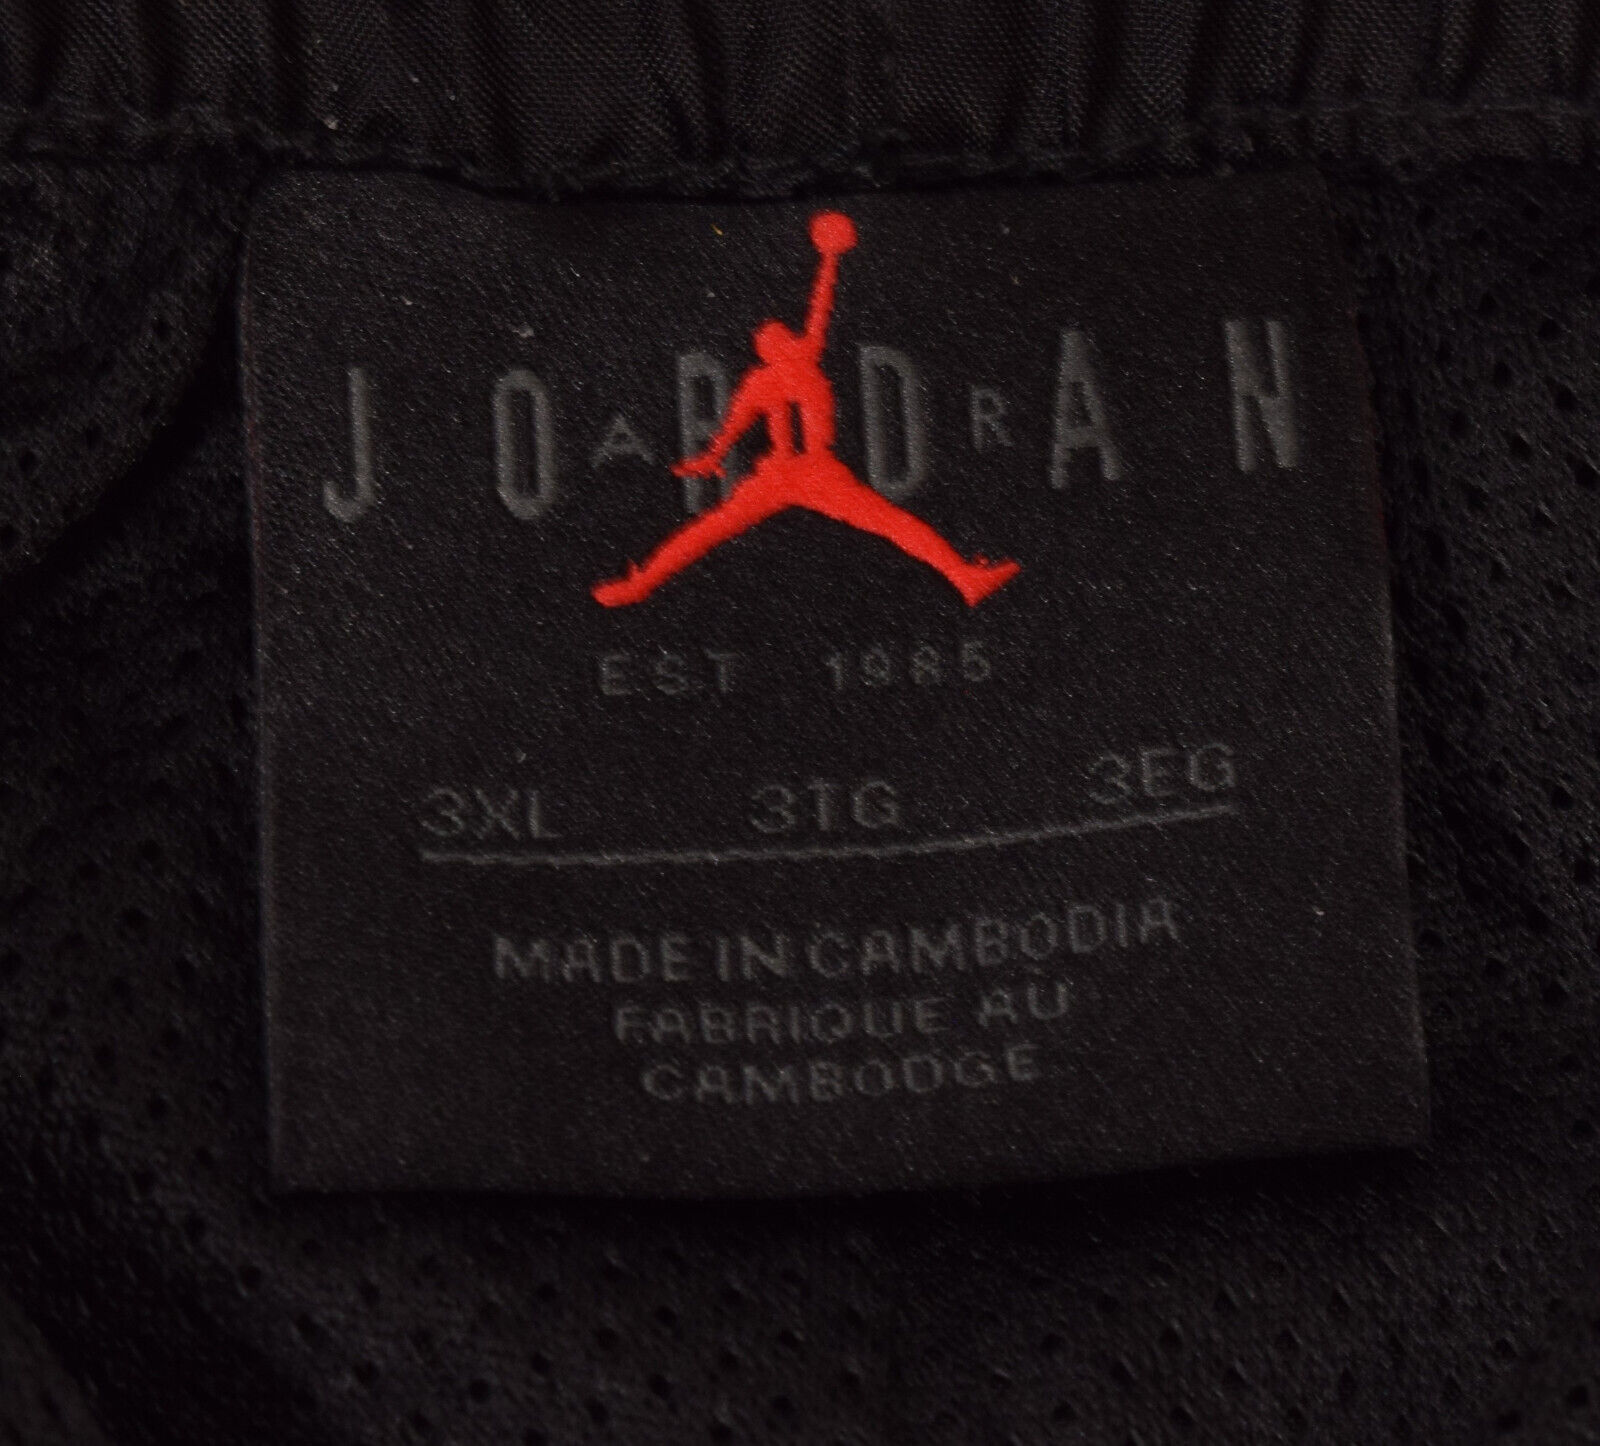 JORDAN
AIR
EST 1985
3XL 3TG 3EG
MADE IN CAMBODIA
FABRIQUE AU
CAMBODGE